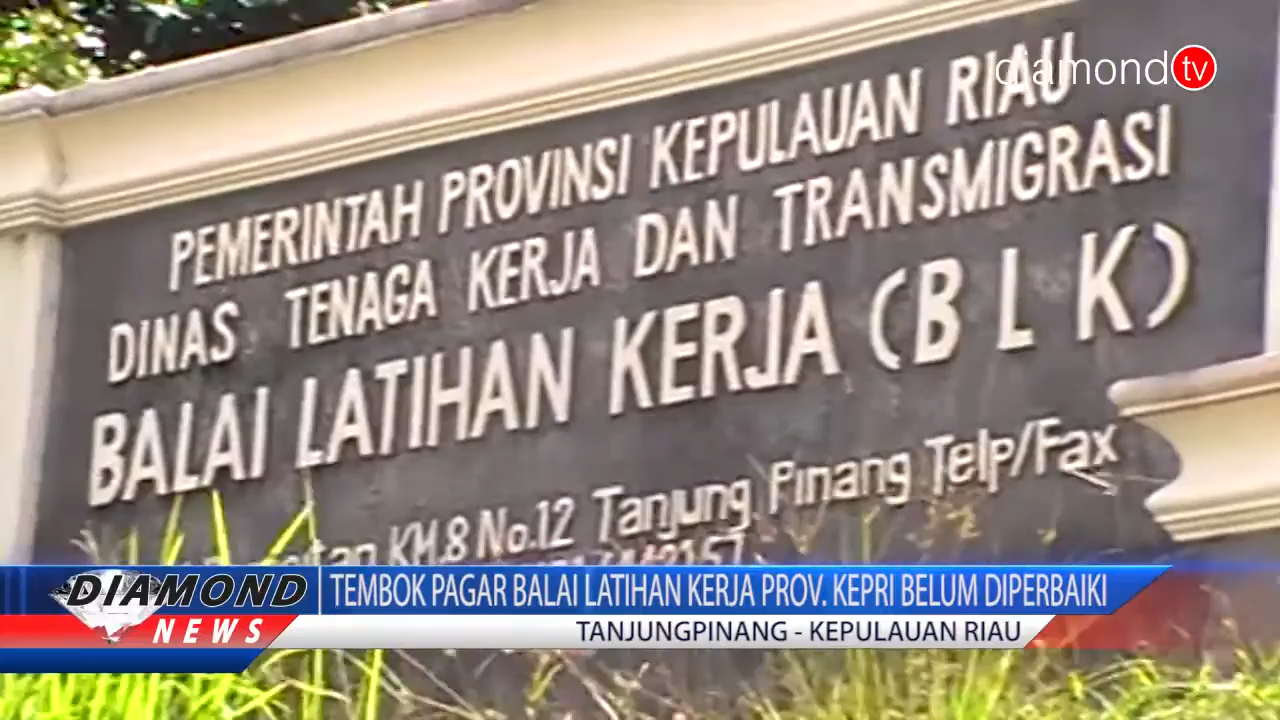 diamond tv
PEMERINTAH PROVINSI KEPULAUAN RIAU
DINAS TENAGA KERJA DAN TRANSMIGRASI
BALAI LATIHAN KERJA (B L K)
KM.8 No.12 Tanjung Pinang Telp/Fax
DIAMOND
NEWS
TEMBOK PAGAR BALAI LATIHAN KERJA PROV. KEPRI BELUM DIPERBAIKI
TANJUNGPINANG - KEPULAUAN RIAU